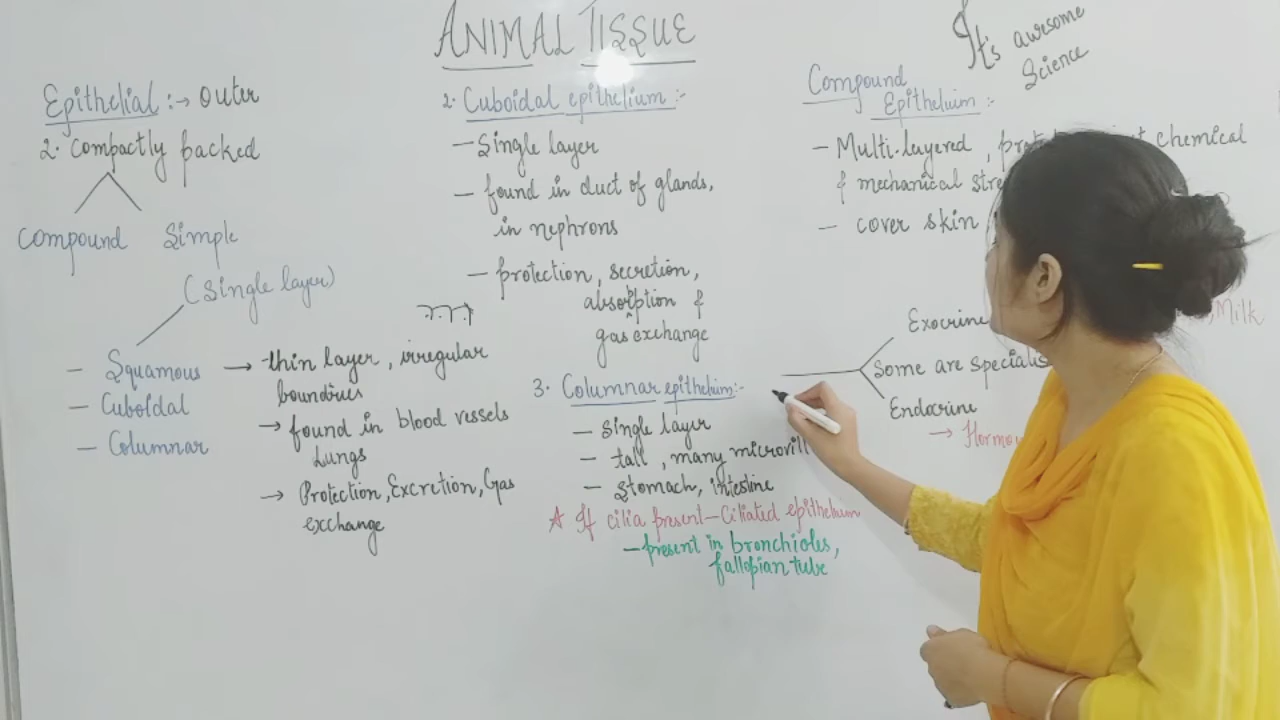 ANIMAL TISSUE
It's awesome
Science
Epithelial :→ Outer
2. Compactly packed
Compound Simple
(Single layer)
- Squamous
- Cuboidal
- Columnar
→ thin layer, irregular
boundries
→ found in blood vessels
Lungs
→ Protection, Excretion, Gas
exchange
2. Cuboidal epithelium :-
- Single layer
- found in duct of glands,
in nephrons
- protection, secretion,
absorption &
gas exchange
3. Columnar epithelium:-
- Single layer
- tall, many
- Stomach, intestine
* If cilia present - Ciliated epithelium
- present in bronchioles,
fallopian tube
Compound
Epithelium :-
- Multi-layered, chemical
& mechanical
- cover skin
Exocrine
Milk
Some are
Endocrine
→